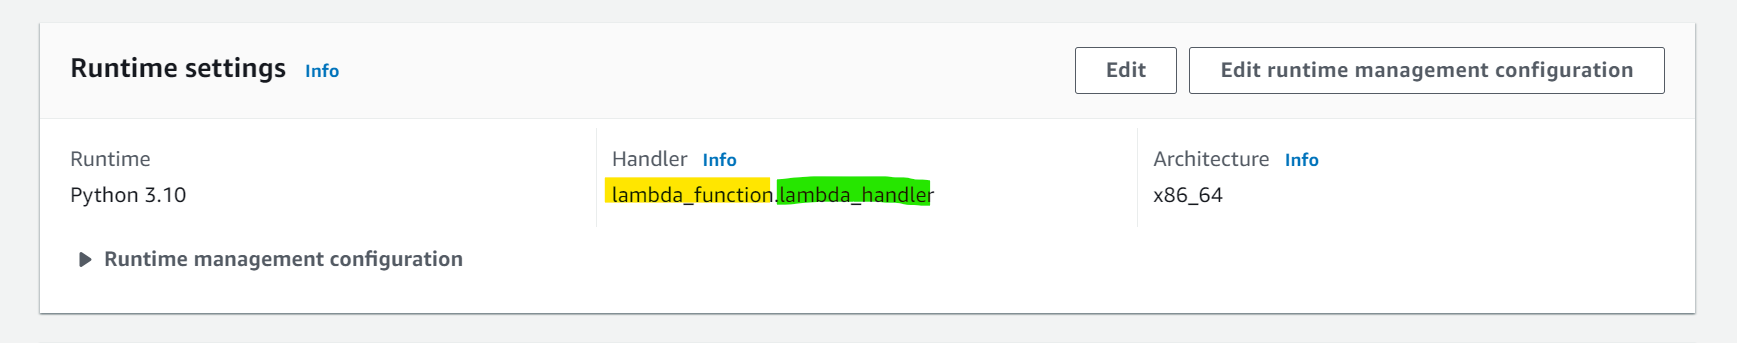 Runtime settings Info
Edit
Edit runtime management configuration
Runtime
Python 3.10
Handler Info
lambda_function.lambda_handler
Architecture Info
x86_64
Runtime management configuration